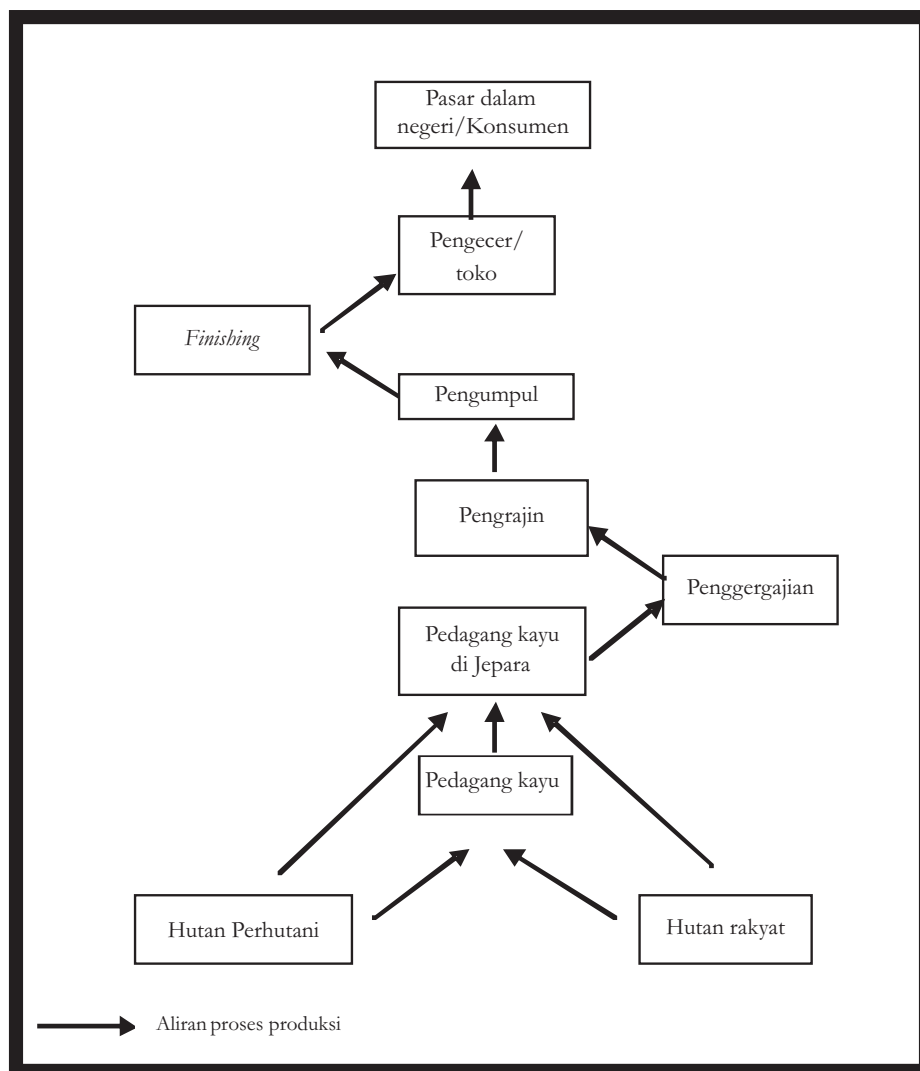 Pasar dalam
negeri/Konsumen
Pengecer/
toko
Finishing
Pengumpul
Pengrajin
Penggergajian
Pedagang kayu
di Jepara
Pedagang kayu
Hutan Perhutani
Hutan rakyat
Aliran proses produksi